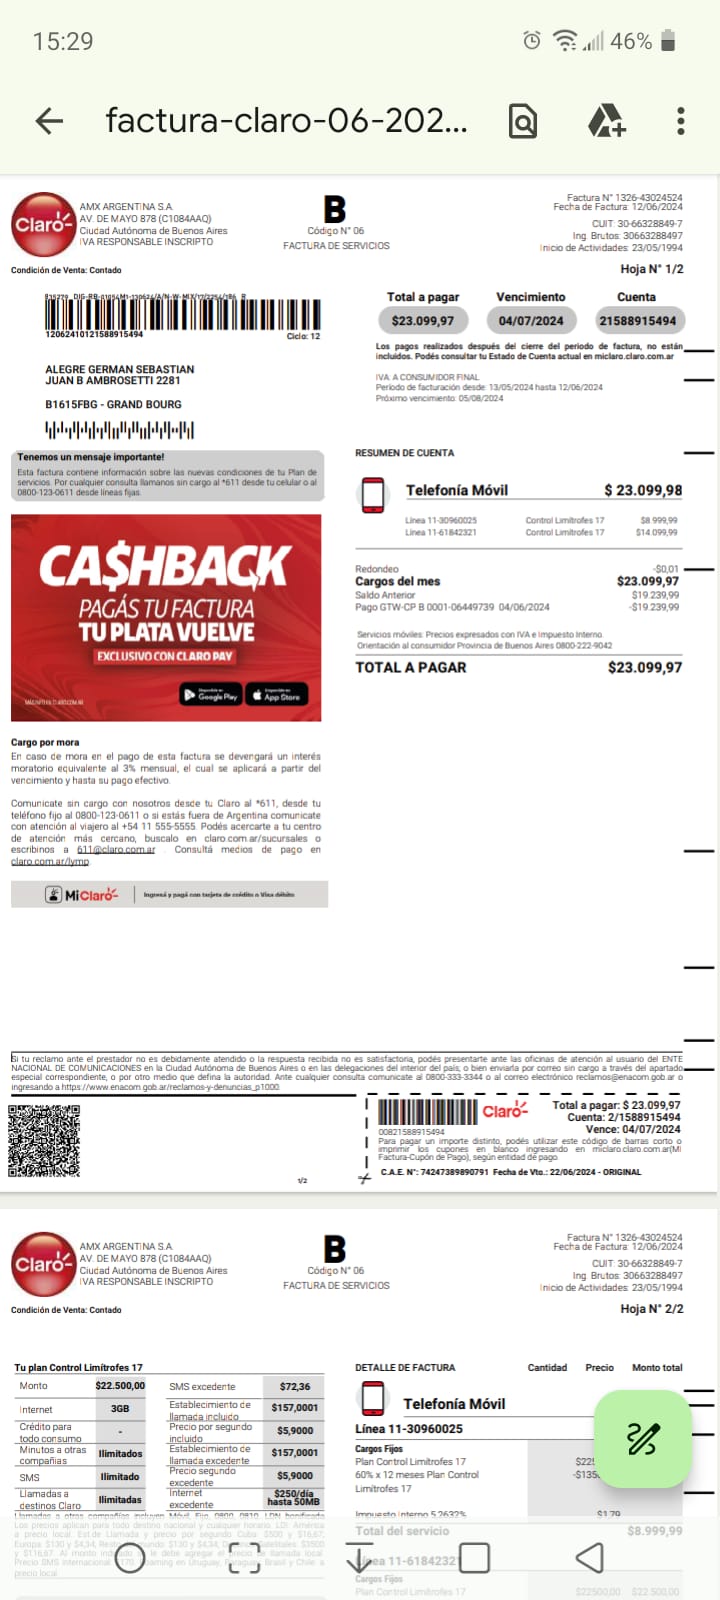 15:29
46%
factura-claro-06-202...
Claro
AMX ARGENTINA S.A.
AV. DE MAYO 878 (C1084AAQ)
Ciudad Autónoma de Buenos Aires
IVA RESPONSABLE INSCRIPTO
Condición de Venta: Contado
B
Código N° 06
FACTURA DE SERVICIOS
Factura N° 1326-43024524
Fecha de Factura: 12/06/2024
CUIT: 30-66328849-7
Ing. Brutos: 30663288497
Inicio de Actividades: 23/05/1994
Hoja N° 1/2
12062410121588915494
Ciclo: 12
ALEGRE GERMAN SEBASTIAN
JUAN B AMBROSETTI 2281
B1615FBG - GRAND BOURG
Total a pagar Vencimiento Cuenta
$23.099,97 04/07/2024 21588915494
Los pagos realizados después del cierre del periodo de factura, no están
incluidos. Podés consultar tu Estado de Cuenta actual en miclaro.claro.com.ar
IVA: A CONSUMIDOR FINAL
Período de facturación desde: 13/05/2024 hasta 12/06/2024
Próximo vencimiento: 05/08/2024
Tenemos un mensaje importante!
Esta factura contiene información sobre las nuevas condiciones de tu Plan de
servicios. Por cualquier consulta llamanos sin cargo al *611 desde tu celular o al
0800-123-0611 desde líneas fijas.
CA$HBACK
PAGÁS TU FACTURA
TU PLATA VUELVE
EXCLUSIVO CON CLARO PAY
Google Play
App Store
RESUMEN DE CUENTA
Telefonía Móvil $ 23.099,98
Línea 11-30960025 Control Limítrofes 17 $8.999,99
Línea 11-61842321 Control Limítrofes 17 $14.099,99
Redondeo -$0,01
Cargos del mes $23.099,97
Saldo Anterior $19.239,99
Pago GTW-CP B 0001-06449739 04/06/2024 -$19.239,99
Servicios móviles: Precios expresados con IVA e Impuesto Interno.
Orientación al consumidor Provincia de Buenos Aires 0800-222-9042
TOTAL A PAGAR $23.099,97
Cargo por mora
En caso de mora en el pago de esta factura se devengará un interés
moratorio equivalente al 3% mensual, el cual se aplicará a partir del
vencimiento y hasta su pago efectivo.
Comunicate sin cargo con nosotros desde tu Claro al *611, desde tu
teléfono fijo al 0800-123-0611 o si estás fuera de Argentina comunicate
con atención al viajero al +54 11 555-5555. Podés acercarte a tu centro
de atención más cercano, buscalo en claro.com.ar/sucursales o
escribinos a 611@claro.com.ar . Consultá medios de pago en
claro.com.ar/lymp
MiClaro
Ingresá y pagá con tarjeta de crédito o Visa débito
Si tu reclamo ante el prestador no es debidamente atendido o la respuesta recibida no es satisfactoria, podés presentarte ante las oficinas de atención al usuario del ENTE
NACIONAL DE COMUNICACIONES en la Ciudad Autónoma de Buenos Aires o en las delegaciones del interior del país, o bien enviarla por correo sin cargo a través del apartado
especial correspondiente, o por otro medio que defina la autoridad. Ante cualquier consulta comunicate al 0800-333-3344 o al correo electrónico reclamos@enacom.gob.ar o
ingresando a https://www.enacom.gob.ar/reclamos-y-denuncias_p1000.
Claro
00821588915494
Total a pagar: $ 23.099,97
Cuenta: 2/1588915494
Vence: 04/07/2024
Para pagar un importe distinto, podés utilizar este código de barras corto o
imprimir los cupones en blanco ingresando en miclaro.claro.com.ar(Mi
Factura-Cupón de Pago), según entidad de pago
C.A.E. N°: 74247389890791 Fecha de Vto.: 22/06/2024 - ORIGINAL
1/2
Claro
AMX ARGENTINA S.A.
AV. DE MAYO 878 (C1084AAQ)
Ciudad Autónoma de Buenos Aires
IVA RESPONSABLE INSCRIPTO
Condición de Venta: Contado
B
Código N° 06
FACTURA DE SERVICIOS
Factura N° 1326-43024524
Fecha de Factura: 12/06/2024
CUIT: 30-66328849-7
Ing. Brutos: 30663288497
Inicio de Actividades: 23/05/1994
Hoja N° 2/2
Tu plan Control Limítrofes 17
Monto $22.500,00
Internet 3GB
Crédito para
todo consumo -
Minutos a otras
compañías Ilimitados
SMS Ilimitado
Llamadas a
destinos Claro Ilimitadas
SMS excedente $72,36
Establecimiento de
llamada incluido $157,0001
Precio por segundo
incluido $5,9000
Establecimiento de
llamada excedente $157,0001
Precio segundo
excedente $5,9000
Internet
excedente $250/día
hasta 50MB
DETALLE DE FACTURA Cantidad Precio Monto total
Telefonía Móvil
Línea 11-30960025
Cargos Fijos
Plan Control Limítrofes 17
60% x 12 meses Plan Control
Limítrofes 17
Impuesto Interno 5,2632% $1,79
Total del servicio $8.999,99
Línea 11-61842321
Cargos Fijos
Plan Control Limítrofes 17 $22500,00 $22.500,00